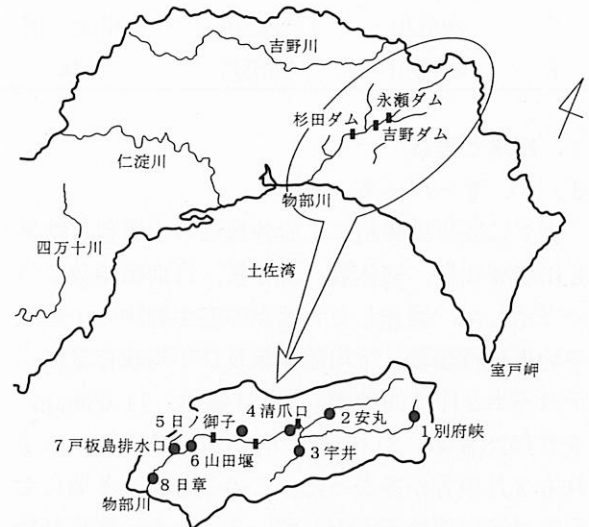 吉野川
永瀬ダム
杉田ダム
吉野ダム
仁淀川
物部川
四万十川
土佐湾
室戸岬
4 清爪口
5 日ノ御子
2 安丸
1 別府峡
7 戸板島排水口
6 山田堰
3 宇井
8 日章
物部川